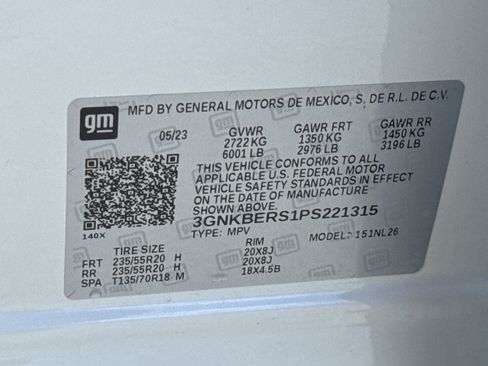 gm
MFD BY GENERAL MOTORS DE MEXICO, S. DE R.L. DE C.V.
05/23 GVWR GAWR FRT GAWR RR
2722 KG 1350 KG 1450 KG
6001 LB 2976 LB 3196 LB
THIS VEHICLE CONFORMS TO ALL
APPLICABLE U.S. FEDERAL MOTOR
VEHICLE SAFETY STANDARDS IN EFFECT
ON THE DATE OF MANUFACTURE
SHOWN ABOVE.
3GNKBERS1PS221315
140X TYPE: MPV MODEL: 151NL26
TIRE SIZE RIM
FRT 235/55R20 H 20X8J
RR 235/55R20 H 20X8J
SPA T135/70R18 M 18X4.5B